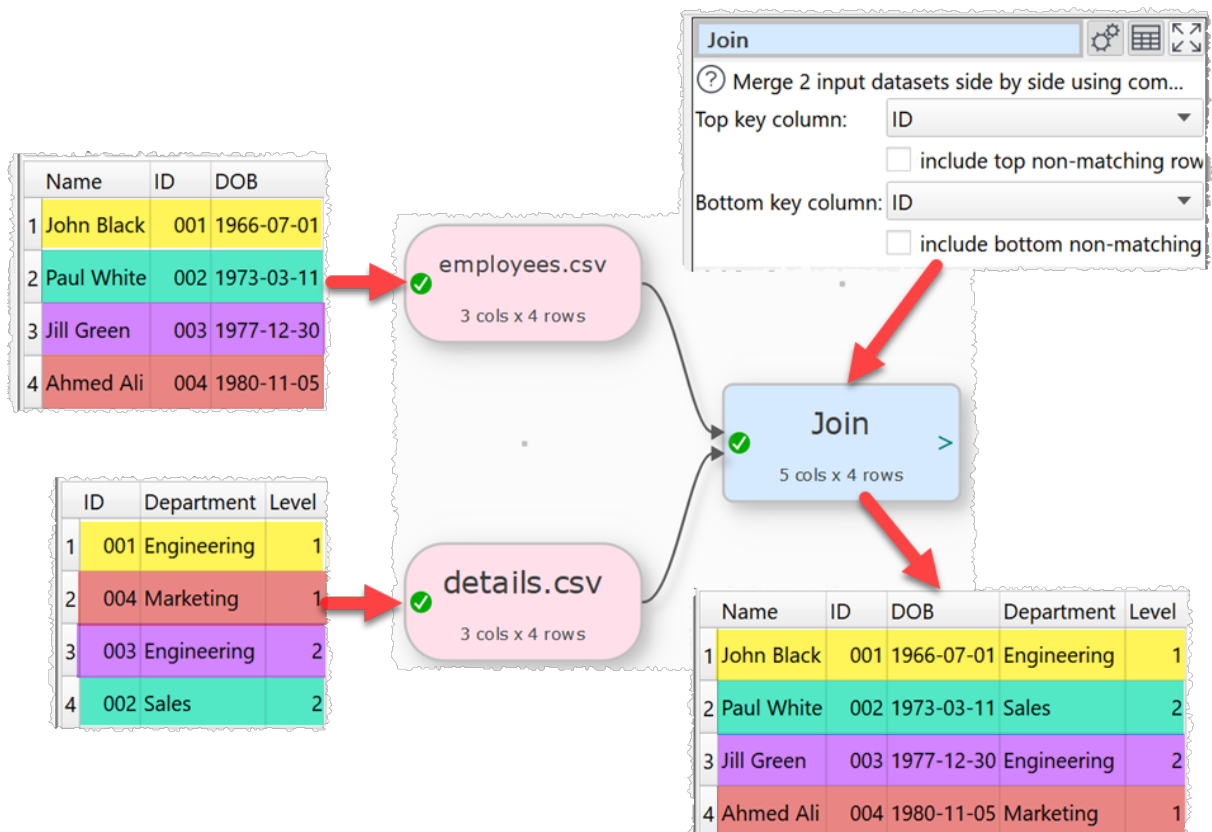 Join
? Merge 2 input datasets side by side using com...
Top key column: ID
include top non-matching row
Bottom key column: ID
include bottom non-matching
Name ID DOB
1 John Black 001 1966-07-01
2 Paul White 002 1973-03-11
3 Jill Green 003 1977-12-30
4 Ahmed Ali 004 1980-11-05
employees.csv
3 cols x 4 rows
Join
>
5 cols x 4 rows
ID Department Level
1 001 Engineering 1
2 004 Marketing 1
3 003 Engineering 2
4 002 Sales 2
details.csv
3 cols x 4 rows
Name ID DOB Department Level
1 John Black 001 1966-07-01 Engineering 1
2 Paul White 002 1973-03-11 Sales 2
3 Jill Green 003 1977-12-30 Engineering 2
4 Ahmed Ali 004 1980-11-05 Marketing 1